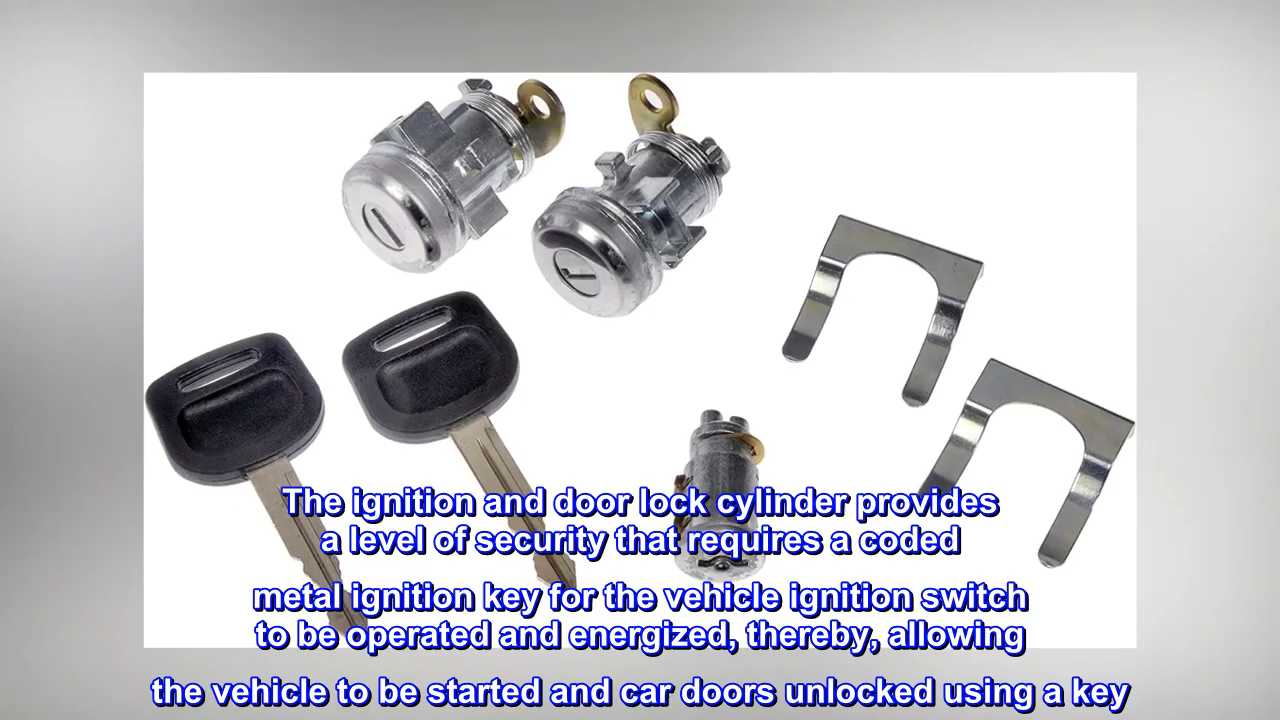 The ignition and door lock cylinder provides
a level of security that requires a coded
metal ignition key for the vehicle ignition switch
to be operated and energized, thereby, allowing
the vehicle to be started and car doors unlocked using a key